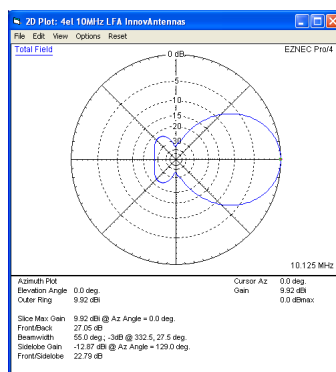 2D Plot: 4el 10MHz LFA InnovAntennas
File Edit View Options Reset
Total Field
EZNEC Pro/4
0 dB
-5
-10
-15
-20
-30
10.125 MHz
Azimuth Plot
Elevation Angle 0.0 deg.
Outer Ring 9.92 dBi
Cursor Az 0.0 deg.
Gain 9.92 dBi
0.0 dBmax
Slice Max Gain 9.92 dBi @ Az Angle = 0.0 deg.
Front/Back 27.05 dB
Beamwidth 55.0 deg.; -3dB @ 332.5, 27.5 deg.
Sidelobe Gain -12.87 dBi @ Az Angle = 129.0 deg.
Front/Sidelobe 22.79 dB